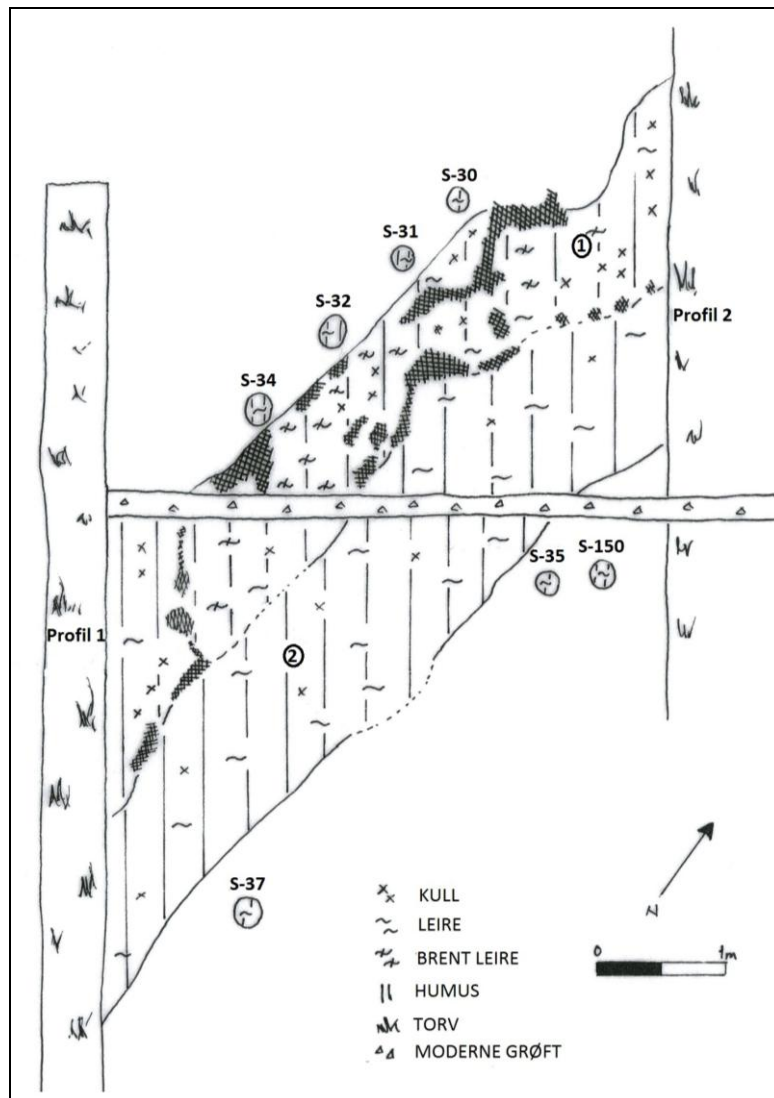 S-30
S-31
①
S-32
Profil 2
S-34
S-35 S-150
Profil 1
②
S-37
N
0 1m
KULL
LEIRE
BRENT LEIRE
HUMUS
TORV
MODERNE GRØFT